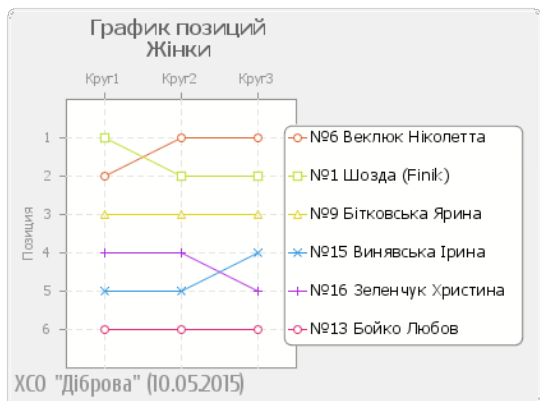 График позиций
Жінки
Круг1 Круг2 Круг3
Позиция
1
2
3
4
5
6
№6 Веклюк Ніколетта
№1 Шозда (Finik)
№9 Бітковська Ярина
№15 Винявська Ірина
№16 Зеленчук Христина
№13 Бойко Любов
ХСО "Діброва" (10.05.2015)